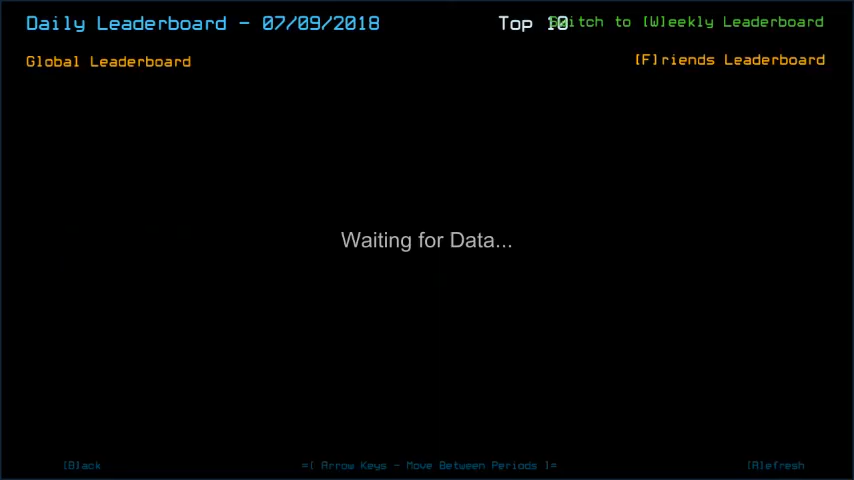 Daily Leaderboard - 07/09/2018
Top 10
Switch to [W]eekly Leaderboard
Global Leaderboard
[F]riends Leaderboard
Waiting for Data...
[B]ack
=[ Arrow Keys - Move Between Periods ]=
[R]efresh